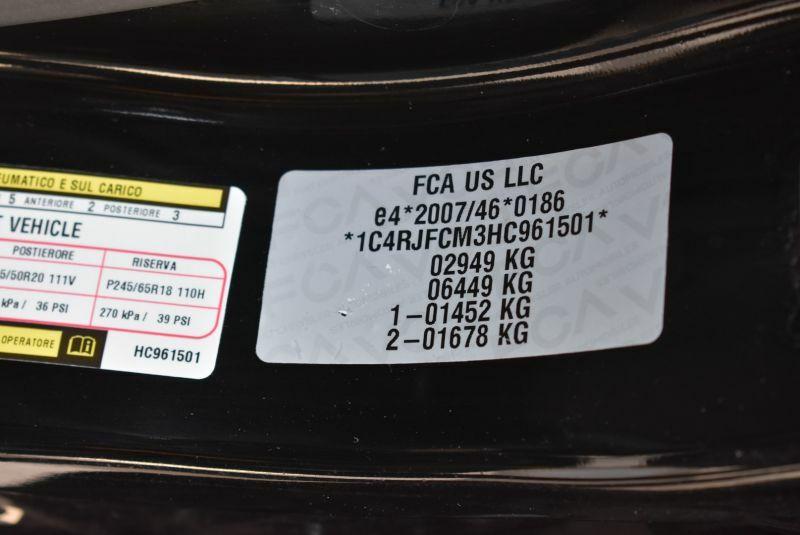 PNEUMATICO E SUL CARICO
5 ANTERIORE 2 POSTERIORE 3
VEHICLE
POSTIERORE
RISERVA
5/50R20 111V
P245/65R18 110H
kPa / 36 PSI
270 kPa / 39 PSI
OPERATORE
HC961501
FCA US LLC
e4*2007/46*0186
*1C4RJFCM3HC961501*
02949 KG
06449 KG
1-01452 KG
2-01678 KG